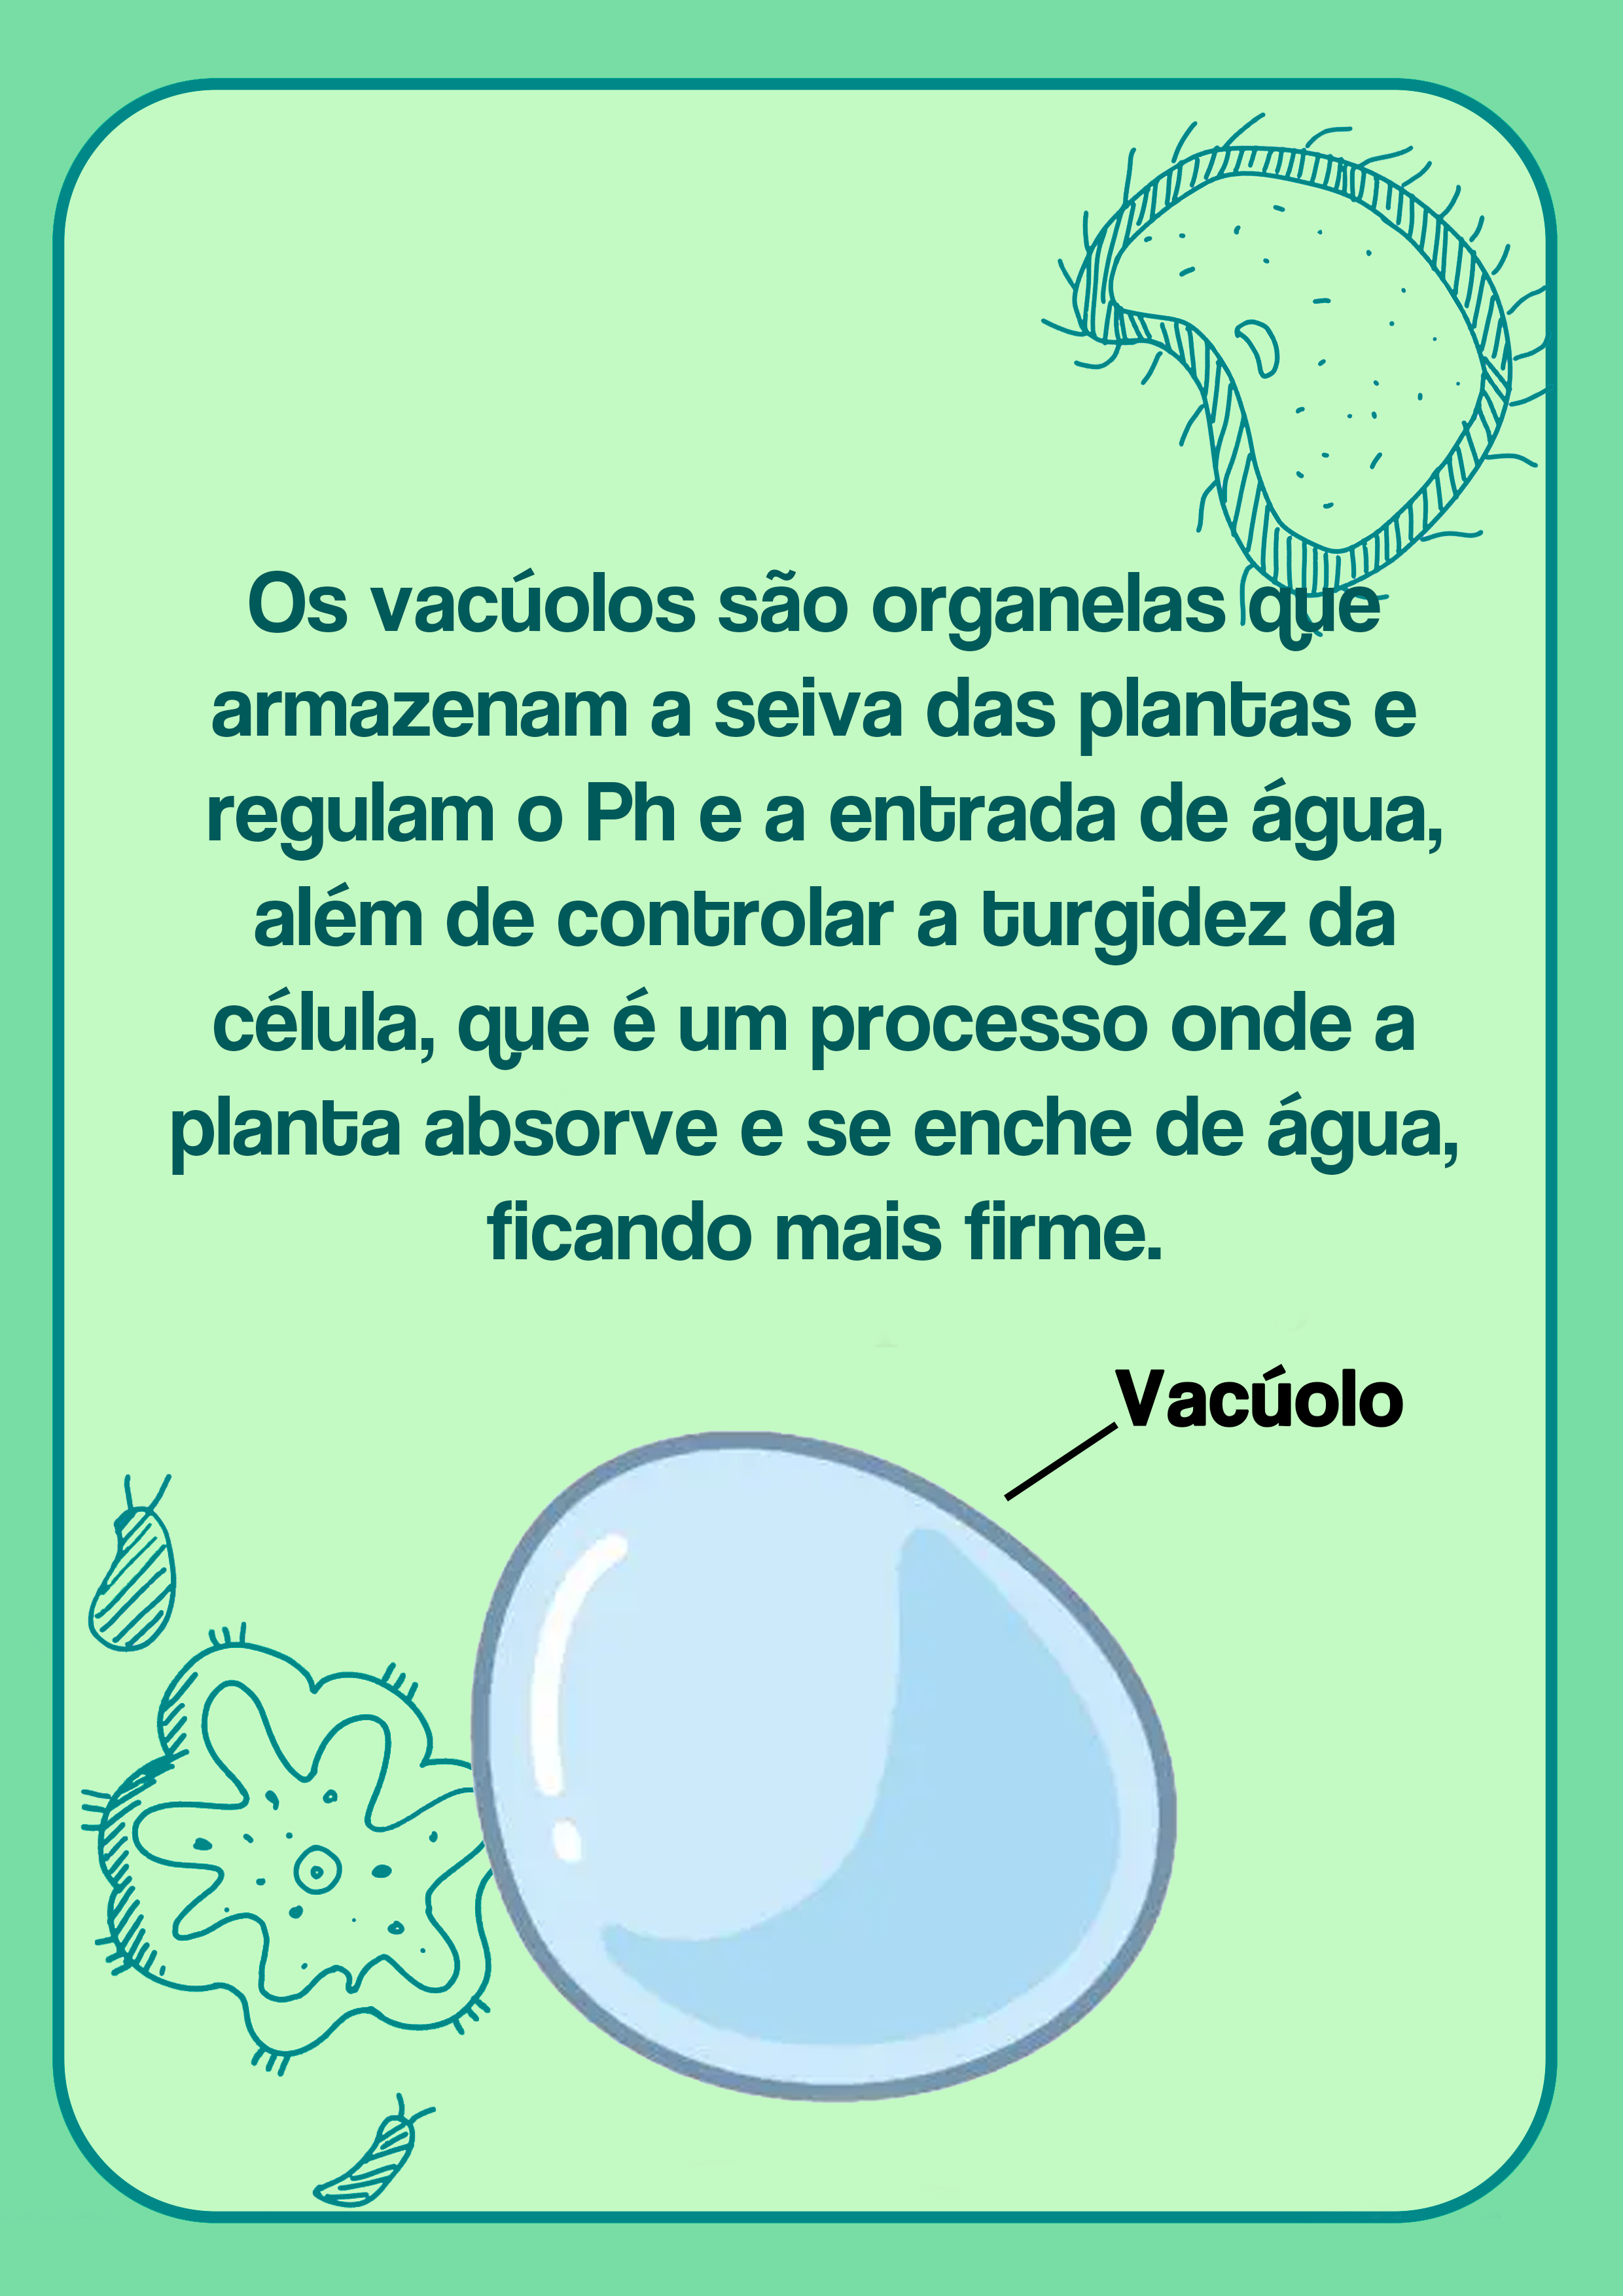 Os vacúolos são organelas que
armazenam a seiva das plantas e
regulam o Ph e a entrada de água,
além de controlar a turgidez da
célula, que é um processo onde a
planta absorve e se enche de água,
ficando mais firme.
Vacúolo